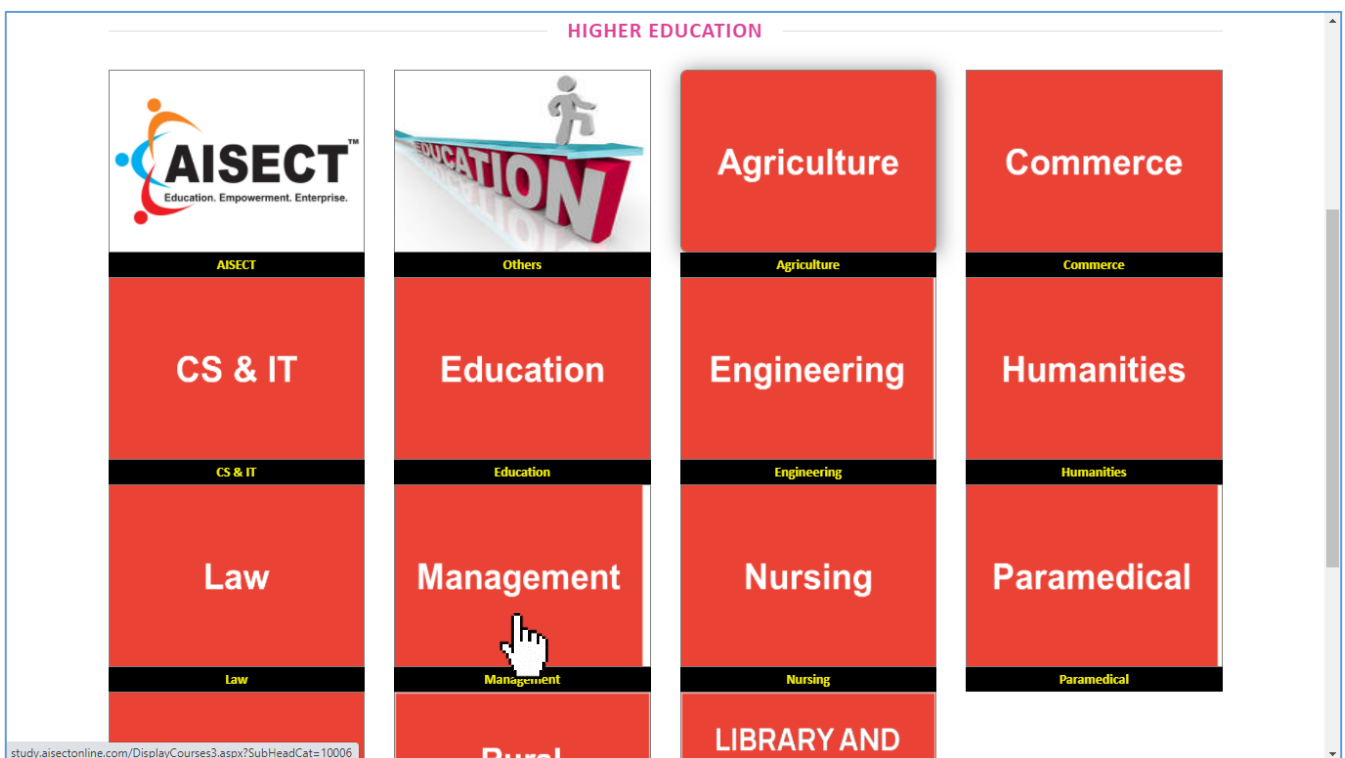 HIGHER EDUCATION
AISECT™
Education. Empowerment. Enterprise.
EDUCATION
Agriculture
Commerce
AISECT
Others
Agriculture
Commerce
CS & IT
Education
Engineering
Humanities
CS & IT
Education
Engineering
Humanities
Law
Management
Nursing
Paramedical
Law
Management
Nursing
Paramedical
Rural
LIBRARY AND
study.aisectonline.com/DisplayCourses3.aspx?SubHeadCat=10006